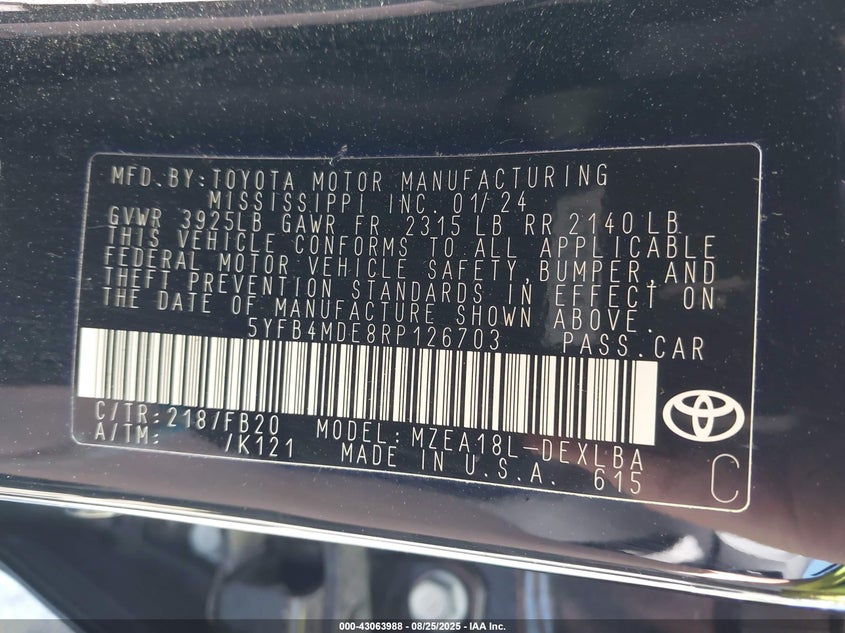 MFD.BY:TOYOTA MOTOR MANUFACTURING
MISSISSIPPI INC. 01/24
GVWR 3925LB GAWR FR 2315 LB RR 2140 LB
THIS VEHICLE CONFORMS TO ALL APPLICABLE
FEDERAL MOTOR VEHICLE SAFETY,BUMPER,AND
THEFT PREVENTION STANDARDS IN EFFECT ON
THE DATE OF MANUFACTURE SHOWN ABOVE.
5YFB4MDE8RP126703 PASS.CAR
C/TR:218/FB20 MODEL:MZEA18L-DEXLBA
A/TM: /K121 MADE IN U.S.A. 615
C
000-43063988 - 08/25/2025 - IAA Inc.